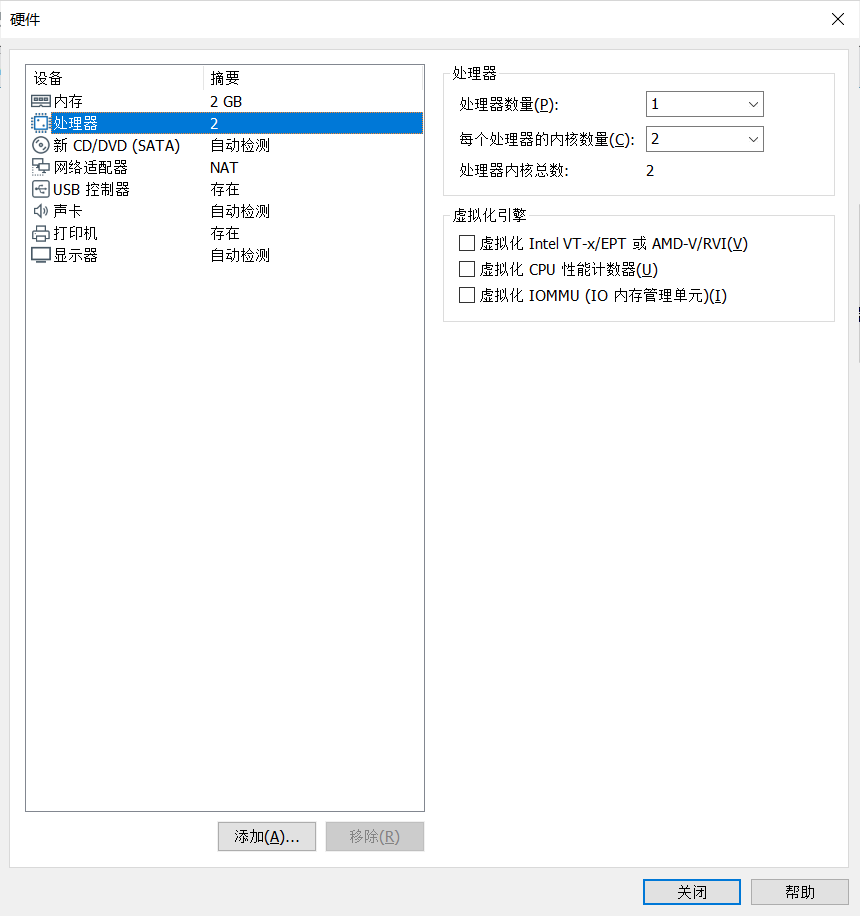 硬件
设备 摘要
内存 2 GB
处理器 2
新 CD/DVD (SATA) 自动检测
网络适配器 NAT
USB 控制器 存在
声卡 自动检测
打印机 存在
显示器 自动检测
添加(A)... 移除(R)
处理器
处理器数量(P): 1
每个处理器的内核数量(C): 2
处理器内核总数: 2
虚拟化引擎
虚拟化 Intel VT-x/EPT 或 AMD-V/RVI(V)
虚拟化 CPU 性能计数器(U)
虚拟化 IOMMU (IO 内存管理单元)(I)
关闭 帮助